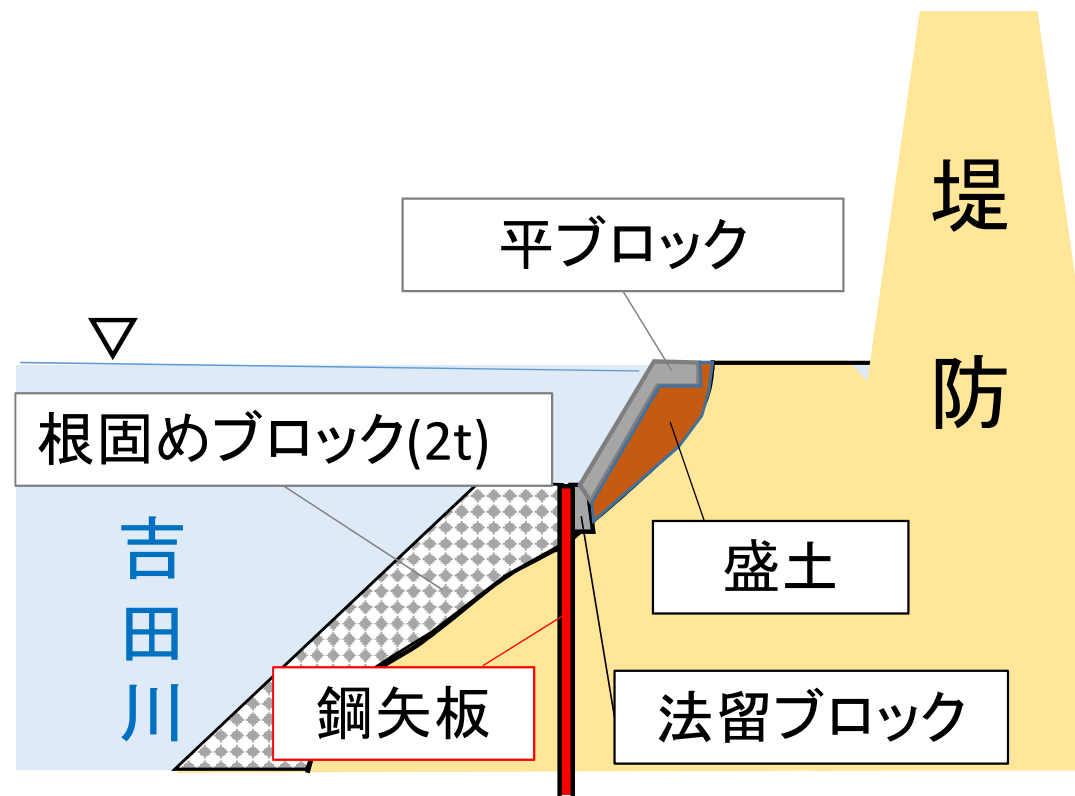 堤防
平ブロック
根固めブロック(2t)
吉田川
盛土
鋼矢板
法留ブロック